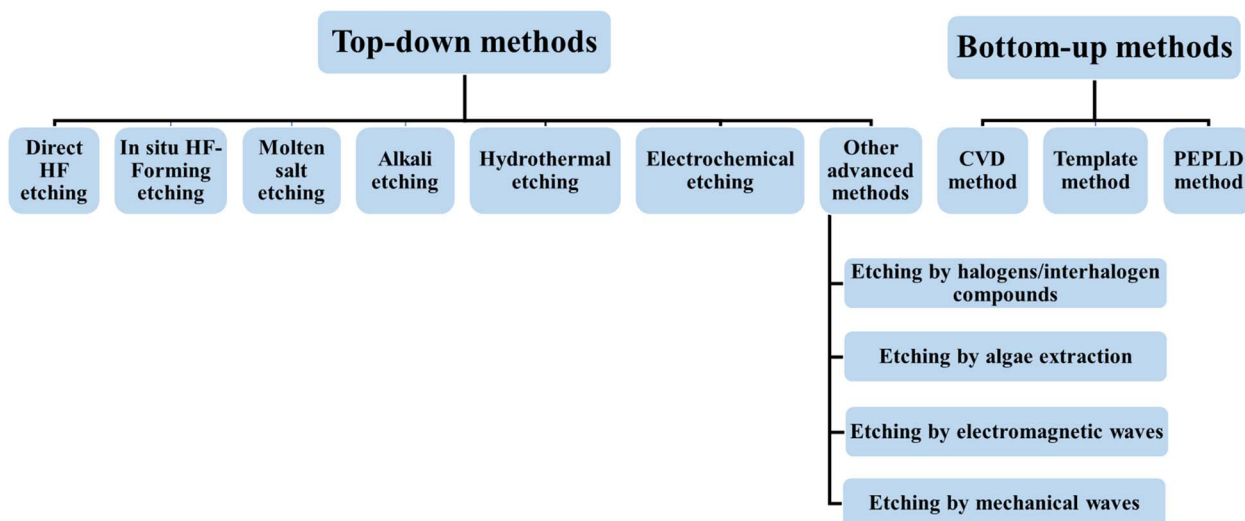 Top-down methods
Bottom-up methods
Direct
HF
etching
In situ HF-
Forming
etching
Molten
salt
etching
Alkali
etching
Hydrothermal
etching
Electrochemical
etching
Other
advanced
methods
CVD
method
Template
method
PEPLD
method
Etching by halogens/interhalogen
compounds
Etching by algae extraction
Etching by electromagnetic waves
Etching by mechanical waves